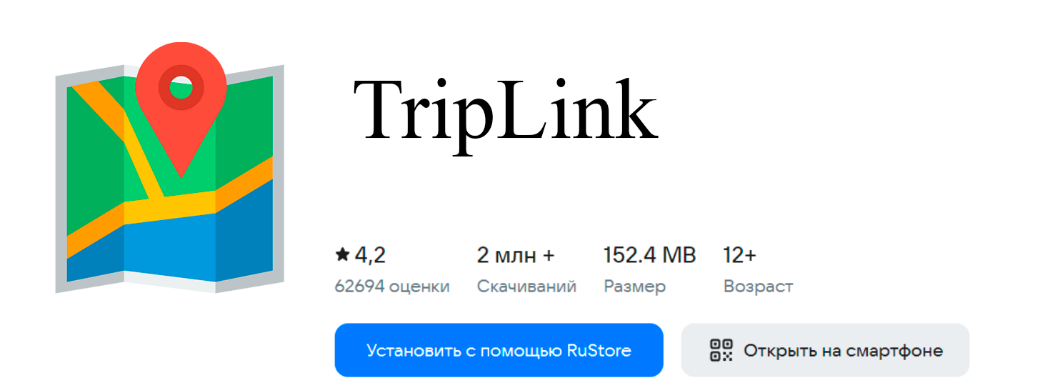 TripLink
4,2 2 млн + 152.4 MB 12+
62694 оценки Скачиваний Размер Возраст
Установить с помощью RuStore Открыть на смартфоне